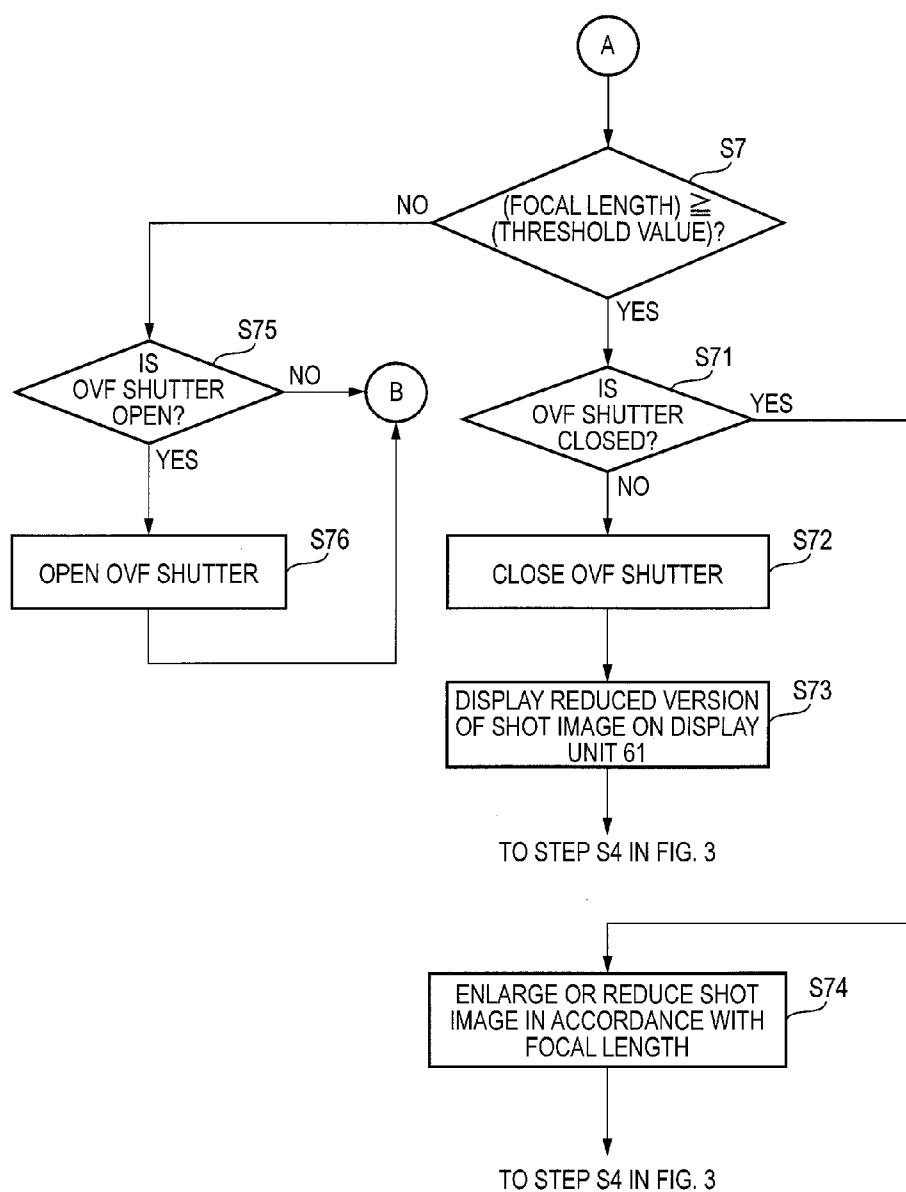 A
S7
(FOCAL LENGTH) ≧
(THRESHOLD VALUE)?
NO
YES
S75
IS
OVF SHUTTER
OPEN?
NO
YES
B
S71
IS
OVF SHUTTER
CLOSED?
YES
NO
S76
OPEN OVF SHUTTER
S72
CLOSE OVF SHUTTER
S73
DISPLAY REDUCED VERSION
OF SHOT IMAGE ON DISPLAY
UNIT 61
TO STEP S4 IN FIG. 3
S74
ENLARGE OR REDUCE SHOT
IMAGE IN ACCORDANCE WITH
FOCAL LENGTH
TO STEP S4 IN FIG. 3